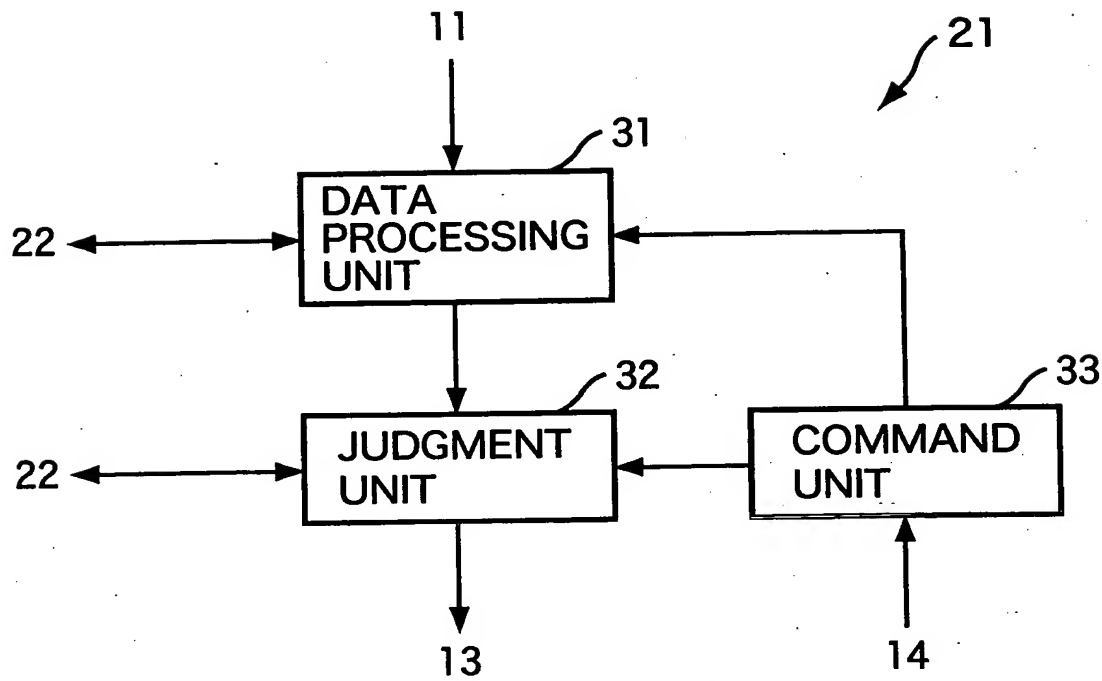 11
21
31
DATA
PROCESSING
UNIT
22
32
33
JUDGMENT
UNIT
COMMAND
UNIT
22
13
14